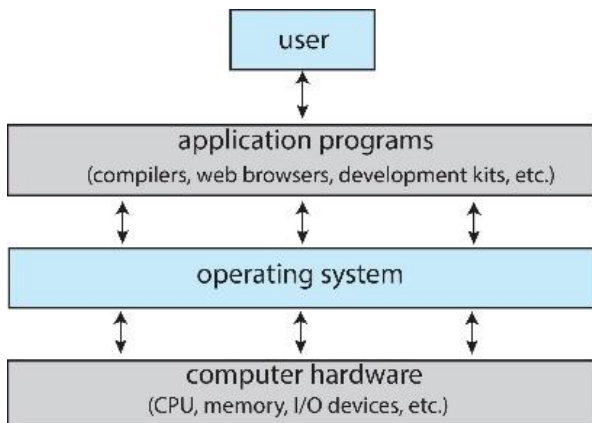 user
application programs
(compilers, web browsers, development kits, etc.)
operating system
computer hardware
(CPU, memory, I/O devices, etc.)